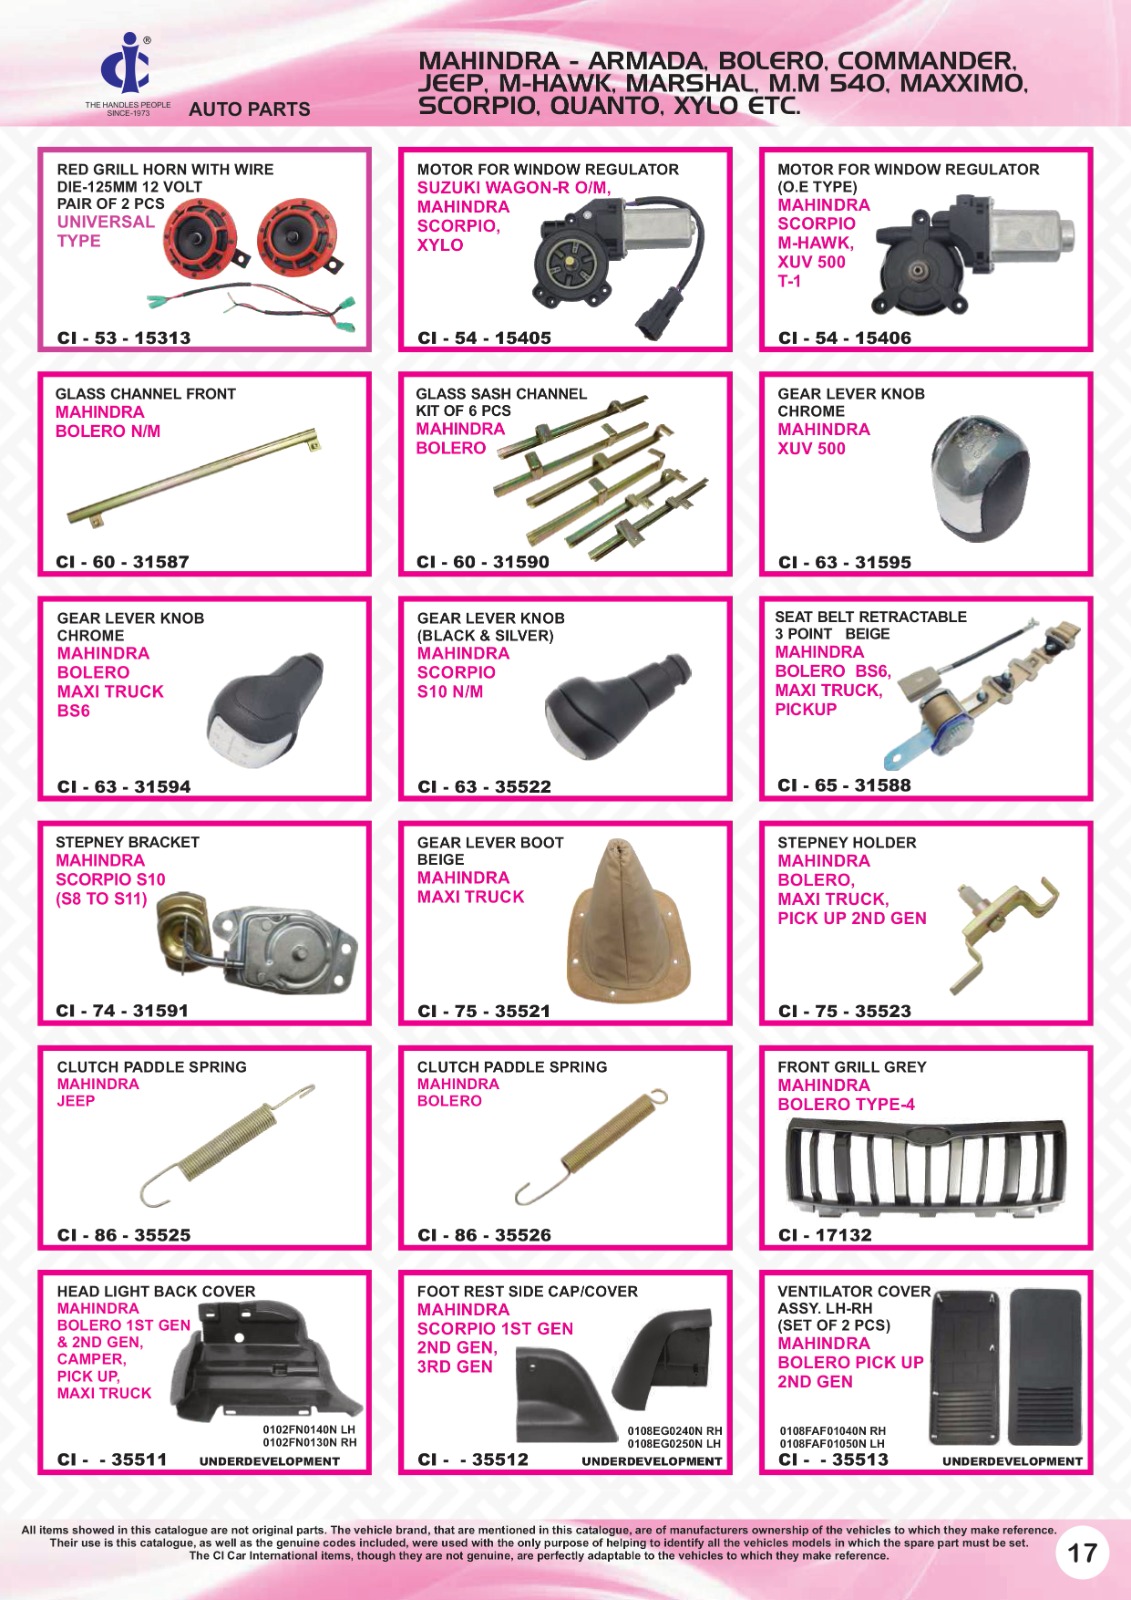 ®
THE HANDLES PEOPLE
SINCE-1973
AUTO PARTS
MAHINDRA - ARMADA, BOLERO, COMMANDER,
JEEP, M-HAWK, MARSHAL, M.M 540, MAXXIMO,
SCORPIO, QUANTO, XYLO ETC.
RED GRILL HORN WITH WIRE
DIE-125MM 12 VOLT
PAIR OF 2 PCS
UNIVERSAL
TYPE
CI - 53 - 15313
MOTOR FOR WINDOW REGULATOR
SUZUKI WAGON-R O/M,
MAHINDRA
SCORPIO,
XYLO
CI - 54 - 15405
MOTOR FOR WINDOW REGULATOR
(O.E TYPE)
MAHINDRA
SCORPIO
M-HAWK,
XUV 500
T-1
CI - 54 - 15406
GLASS CHANNEL FRONT
MAHINDRA
BOLERO N/M
CI - 60 - 31587
GLASS SASH CHANNEL
KIT OF 6 PCS
MAHINDRA
BOLERO
CI - 60 - 31590
GEAR LEVER KNOB
CHROME
MAHINDRA
XUV 500
CI - 63 - 31595
GEAR LEVER KNOB
CHROME
MAHINDRA
BOLERO
MAXI TRUCK
BS6
CI - 63 - 31594
GEAR LEVER KNOB
(BLACK & SILVER)
MAHINDRA
SCORPIO
S10 N/M
CI - 63 - 35522
SEAT BELT RETRACTABLE
3 POINT BEIGE
MAHINDRA
BOLERO BS6,
MAXI TRUCK,
PICKUP
CI - 65 - 31588
STEPNEY BRACKET
MAHINDRA
SCORPIO S10
(S8 TO S11)
CI - 74 - 31591
GEAR LEVER BOOT
BEIGE
MAHINDRA
MAXI TRUCK
CI - 75 - 35521
STEPNEY HOLDER
MAHINDRA
BOLERO,
MAXI TRUCK,
PICK UP 2ND GEN
CI - 75 - 35523
CLUTCH PADDLE SPRING
MAHINDRA
JEEP
CI - 86 - 35525
CLUTCH PADDLE SPRING
MAHINDRA
BOLERO
CI - 86 - 35526
FRONT GRILL GREY
MAHINDRA
BOLERO TYPE-4
CI - 17132
HEAD LIGHT BACK COVER
MAHINDRA
BOLERO 1ST GEN
& 2ND GEN,
CAMPER,
PICK UP,
MAXI TRUCK
0102FN0140N LH
0102FN0130N RH
CI - - 35511 UNDERDEVELOPMENT
FOOT REST SIDE CAP/COVER
MAHINDRA
SCORPIO 1ST GEN
2ND GEN,
3RD GEN
0108EG0240N RH
0108EG0250N LH
CI - - 35512 UNDERDEVELOPMENT
VENTILATOR COVER
ASSY. LH-RH
(SET OF 2 PCS)
MAHINDRA
BOLERO PICK UP
2ND GEN
0108FAF01040N RH
0108FAF01050N LH
CI - - 35513 UNDERDEVELOPMENT
All items showed in this catalogue are not original parts. The vehicle brand, that are mentioned in this catalogue, are of manufacturers ownership of the vehicles to which they make reference.
Their use is this catalogue, as well as the genuine codes included, were used with the only purpose of helping to identify all the vehicles models in which the spare part must be set.
The CI Car International items, though they are not genuine, are perfectly adaptable to the vehicles to which they make reference.
17